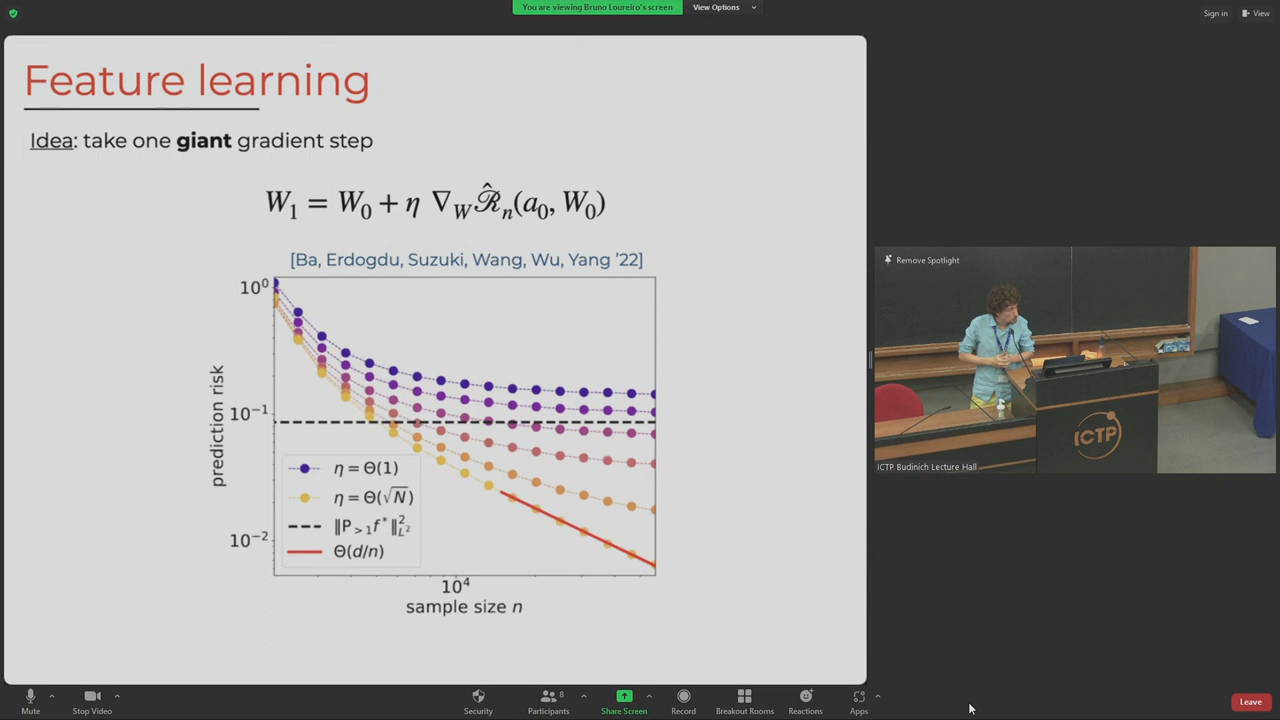 You are viewing Bruno Loureiro's screen
View Options
Sign in
View
Feature learning
Idea: take one giant gradient step
W₁ = W₀ + η ∇_W R̂ₙ(a₀, W₀)
[Ba, Erdogdu, Suzuki, Wang, Wu, Yang '22]
10⁰
10⁻¹
10⁻²
prediction risk
η = Θ(1)
η = Θ(√N)
‖P_{>1} f*‖²_{L²}
Θ(d/n)
10⁴
sample size n
Remove Spotlight
ICTP
ICTP Budinich Lecture Hall
Mute
Stop Video
Security
Participants
8
Share Screen
Record
Breakout Rooms
Reactions
Apps
Leave